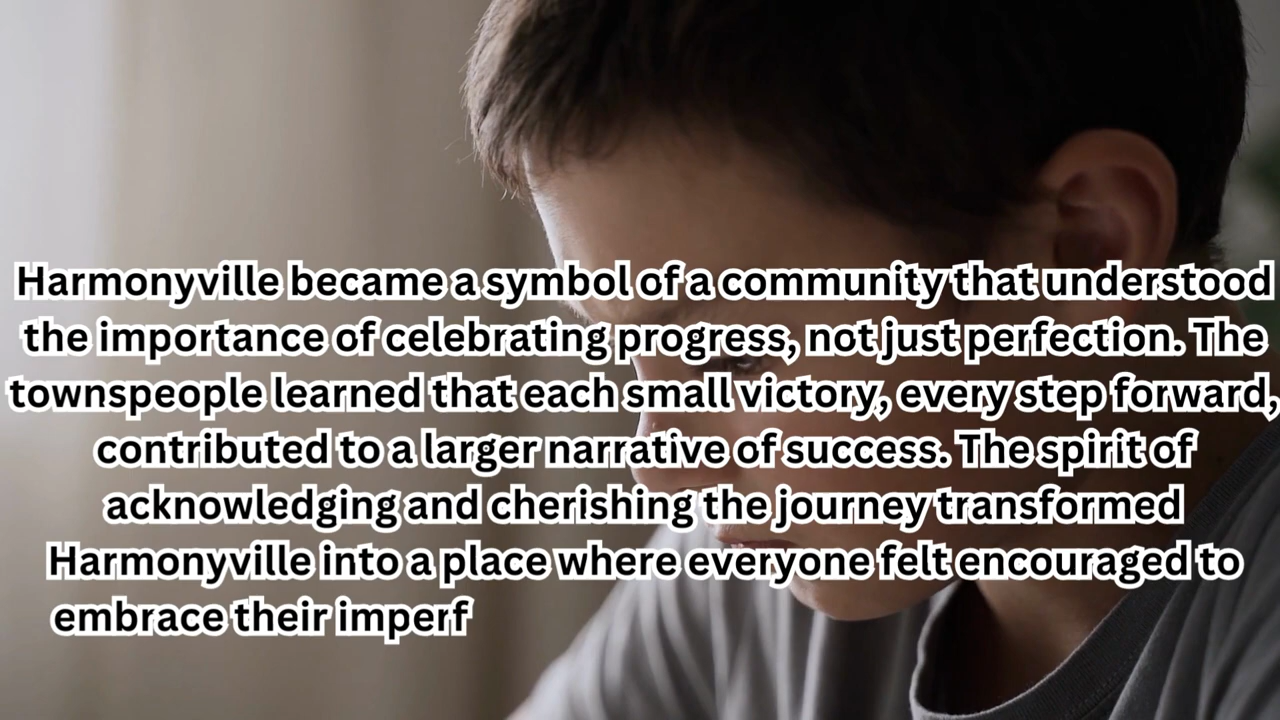 Harmonyville became a symbol of a community that understood
the importance of celebrating progress, not just perfection. The
townspeople learned that each small victory, every step forward,
contributed to a larger narrative of success. The spirit of
acknowledging and cherishing the journey transformed
Harmonyville into a place where everyone felt encouraged to
embrace their imperf